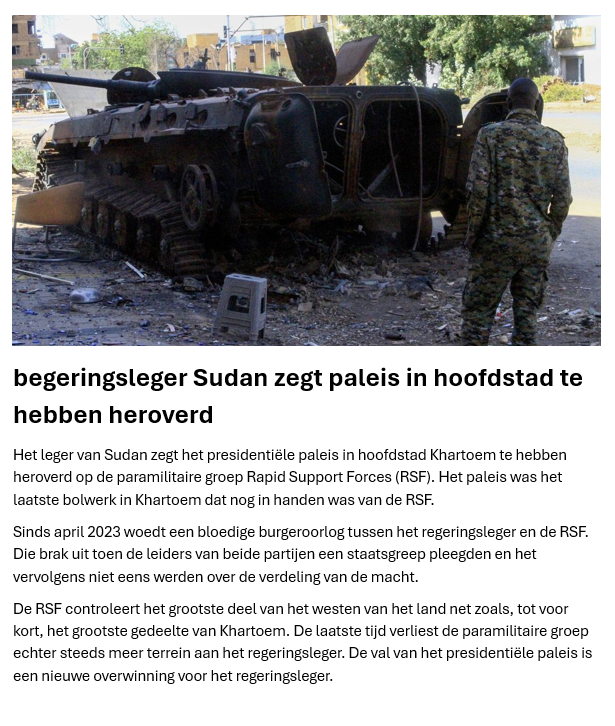 begeringsleger Sudan zegt paleis in hoofdstad te
hebben heroverd
Het leger van Sudan zegt het presidentiële paleis in hoofdstad Khartoem te hebben
heroverd op de paramilitaire groep Rapid Support Forces (RSF). Het paleis was het
laatste bolwerk in Khartoem dat nog in handen was van de RSF.
Sinds april 2023 woedt een bloedige burgeroorlog tussen het regeringsleger en de RSF.
Die brak uit toen de leiders van beide partijen een staatsgreep pleegden en het
vervolgens niet eens werden over de verdeling van de macht.
De RSF controleert het grootste deel van het westen van het land net zoals, tot voor
kort, het grootste gedeelte van Khartoem. De laatste tijd verliest de paramilitaire groep
echter steeds meer terrein aan het regeringsleger. De val van het presidentiële paleis is
een nieuwe overwinning voor het regeringsleger.